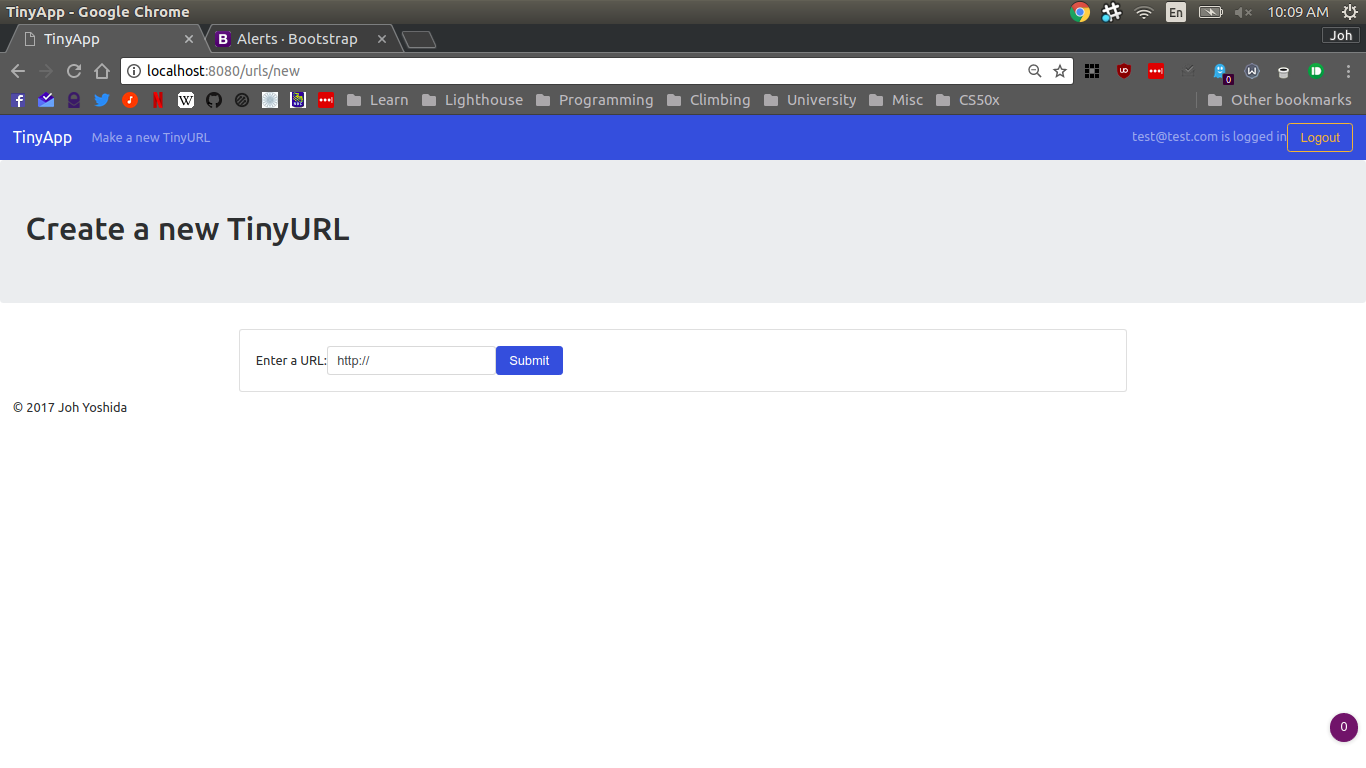 TinyApp - Google Chrome
En
10:09 AM
TinyApp
B Alerts · Bootstrap
Joh
localhost:8080/urls/new
UD
W
0
f
W
Learn
Lighthouse
Programming
Climbing
University
Misc
CS50x
Other bookmarks
TinyApp
Make a new TinyURL
test@test.com is logged in
Logout
Create a new TinyURL
Enter a URL:
http://
Submit
© 2017 Joh Yoshida
0